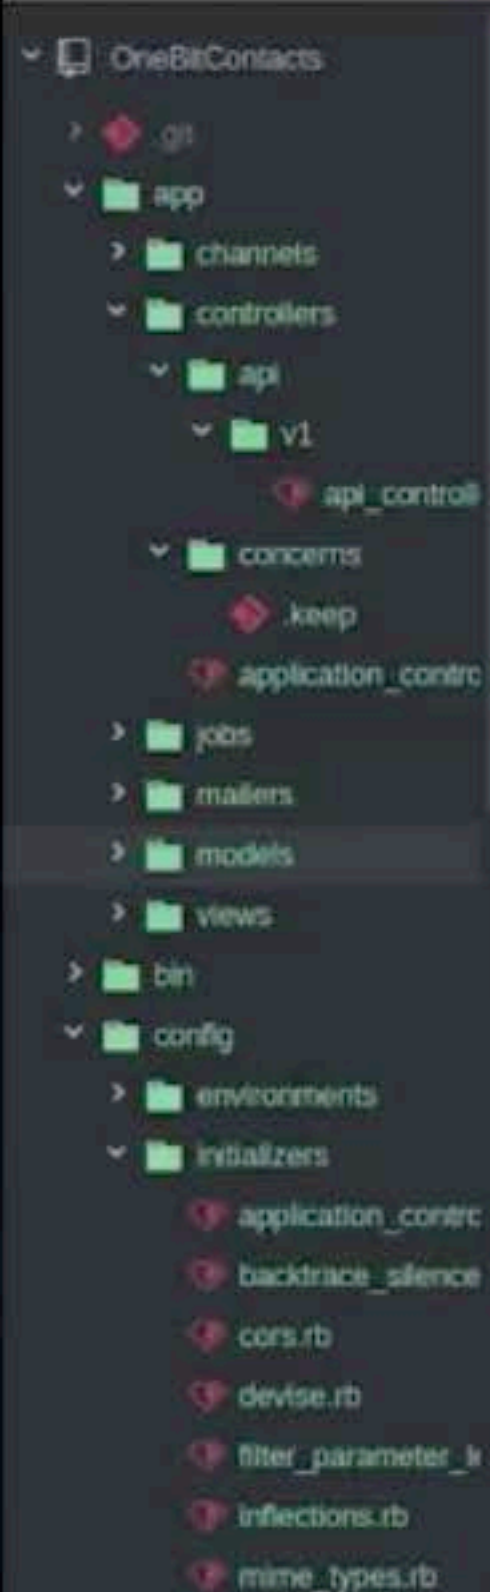 OneBitContacts
.git
app
channels
controllers
api
v1
api_controll
concerns
.keep
application_contrc
jobs
mailers
models
views
bin
config
environments
initializers
application_contrc
backtrace_silence
cors.rb
devise.rb
filter_parameter_l
inflections.rb
mime_types.rb